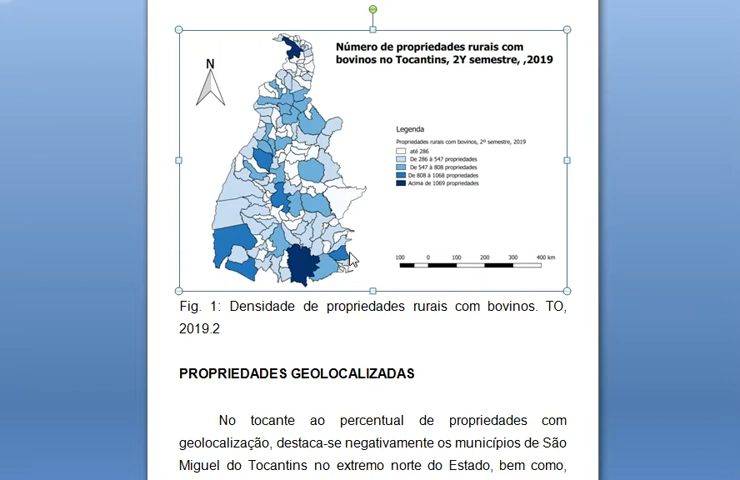 Número de propriedades rurais com
bovinos no Tocantins, 2Y semestre, ,2019
N
Legenda
Propriedades rurais com bovinos, 2º semestre, 2019
até 286
De 286 à 547 propriedades
De 547 à 808 propriedades
De 808 à 1068 propriedades
Acima de 1069 propriedades
100 0 100 200 300 400 km
Fig. 1: Densidade de propriedades rurais com bovinos. TO,
2019.2
PROPRIEDADES GEOLOCALIZADAS
No tocante ao percentual de propriedades com
geolocalização, destaca-se negativamente os municípios de São
Miguel do Tocantins no extremo norte do Estado, bem como,